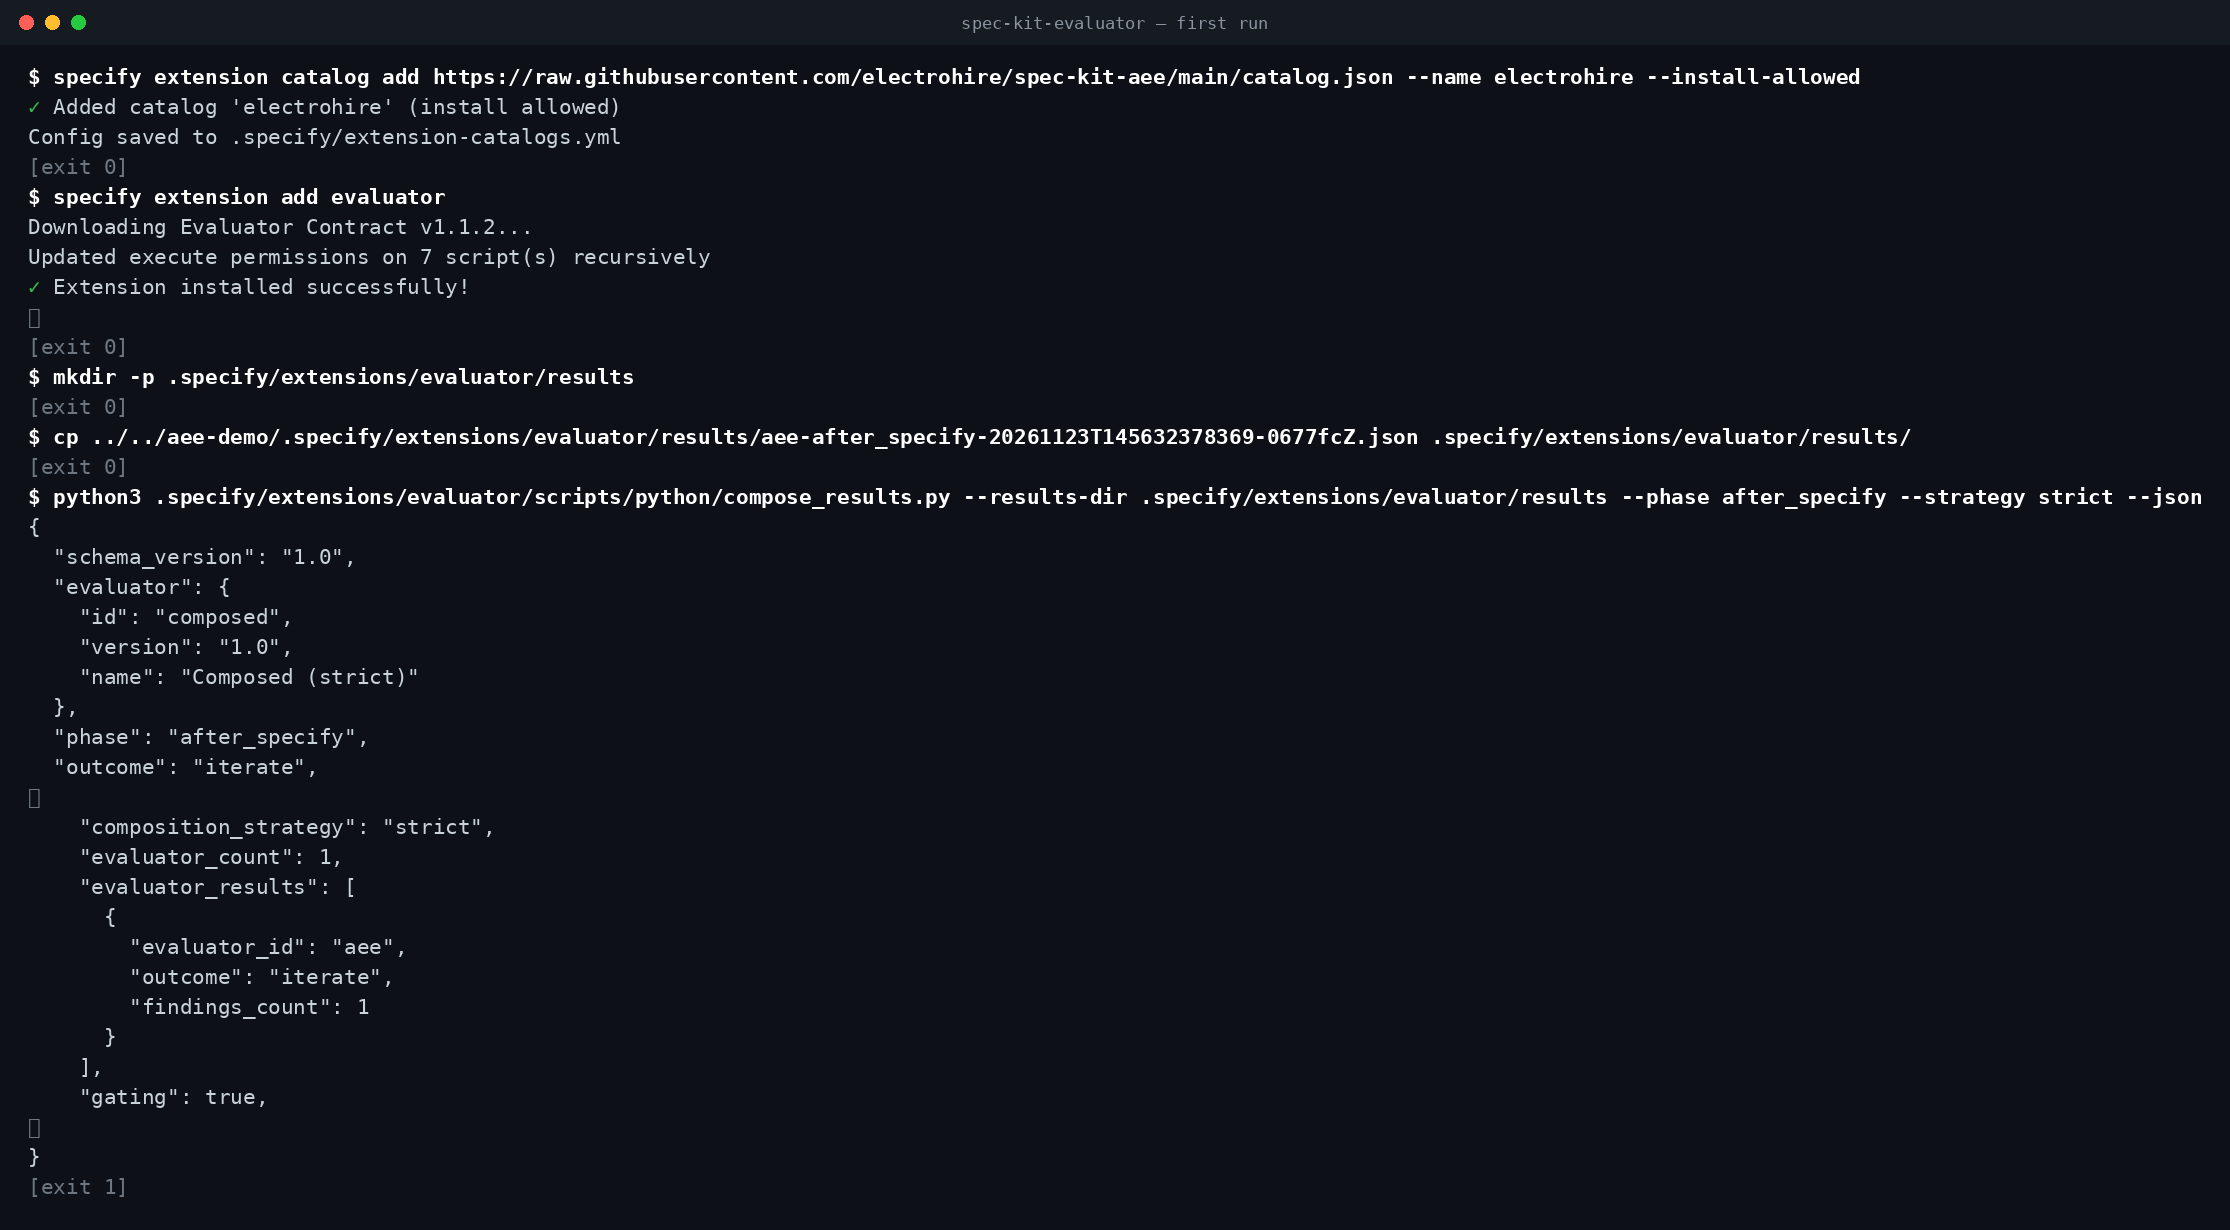 spec-kit-evaluator — first run
$ specify extension catalog add https://raw.githubusercontent.com/electrohire/spec-kit-aee/main/catalog.json --name electrohire --install-allowed
✓ Added catalog 'electrohire' (install allowed)
Config saved to .specify/extension-catalogs.yml
[exit 0]
$ specify extension add evaluator
Downloading Evaluator Contract v1.1.2...
Updated execute permissions on 7 script(s) recursively
✓ Extension installed successfully!
[exit 0]
$ mkdir -p .specify/extensions/evaluator/results
[exit 0]
$ cp ../../aee-demo/.specify/extensions/evaluator/results/aee-after_specify-20261123T145632378369-0677fcZ.json .specify/extensions/evaluator/results/
[exit 0]
$ python3 .specify/extensions/evaluator/scripts/python/compose_results.py --results-dir .specify/extensions/evaluator/results --phase after_specify --strategy strict --json
{
  "schema_version": "1.0",
  "evaluator": {
    "id": "composed",
    "version": "1.0",
    "name": "Composed (strict)"
  },
  "phase": "after_specify",
  "outcome": "iterate",
    "composition_strategy": "strict",
    "evaluator_count": 1,
    "evaluator_results": [
      {
        "evaluator_id": "aee",
        "outcome": "iterate",
        "findings_count": 1
      }
    ],
    "gating": true,
}
[exit 1]